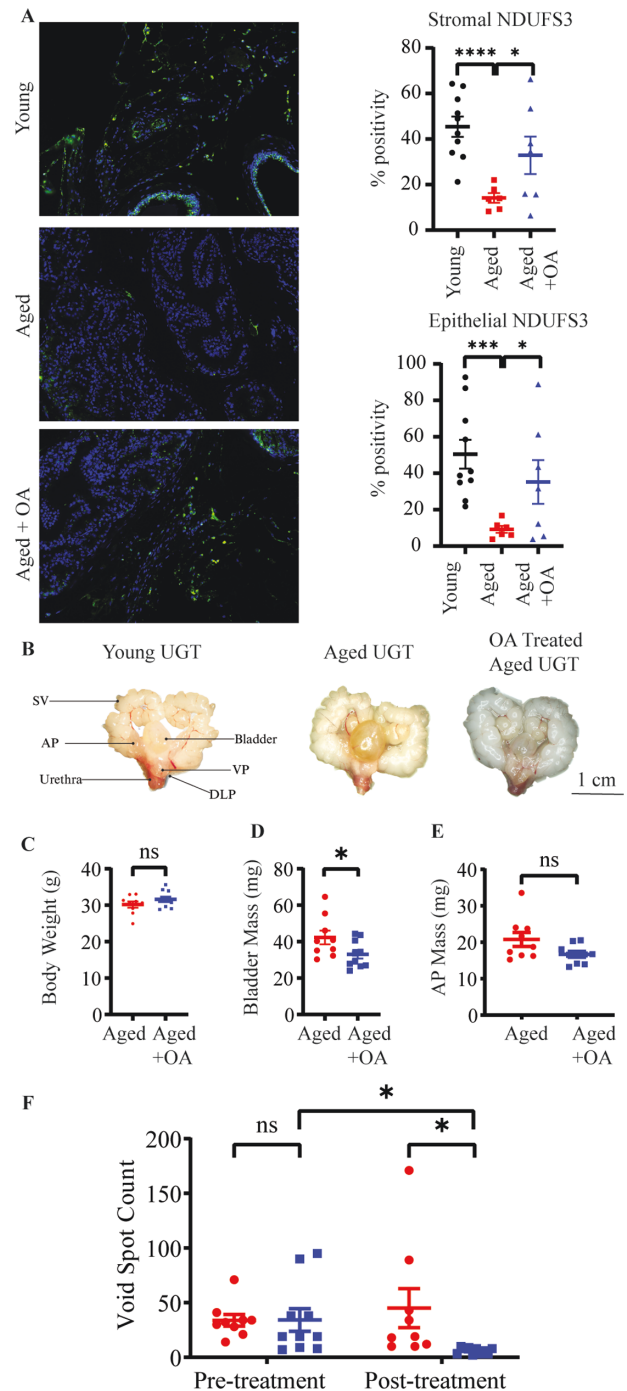 A
Young
Aged
Aged + OA
Stromal NDUFS3
**** *
% positivity
80
60
40
20
0
Young
Aged
Aged
+OA
Epithelial NDUFS3
*** *
% positivity
100
80
60
40
20
0
Young
Aged
Aged
+OA
B
Young UGT
Aged UGT
OA Treated
Aged UGT
SV
AP
Urethra
Bladder
VP
DLP
1 cm
C
ns
Body Weight (g)
40
30
20
10
0
Aged Aged
+OA
D
*
Bladder Mass (mg)
80
60
40
20
0
Aged Aged
+OA
E
ns
AP Mass (mg)
40
30
20
10
0
Aged Aged
+OA
F
*
ns *
Void Spot Count
200
150
100
50
0
Pre-treatment Post-treatment